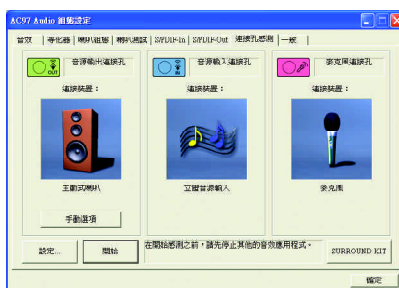 AC97 Audio 組態設定
音效 等化器 喇叭組態 喇叭測試 S/PDIF-In S/PDIF-Out 連接孔感測 一般
OUT 音源輸出連接孔
IN 音源輸入連接孔
麥克風連接孔
連接裝置：
連接裝置：
連接裝置：
主動式喇叭
立體音源輸入
麥克風
手動選項
設定...
開始
在開始感測之前，請先停止其他的音效應用程式。
SURROUND-KIT
確定